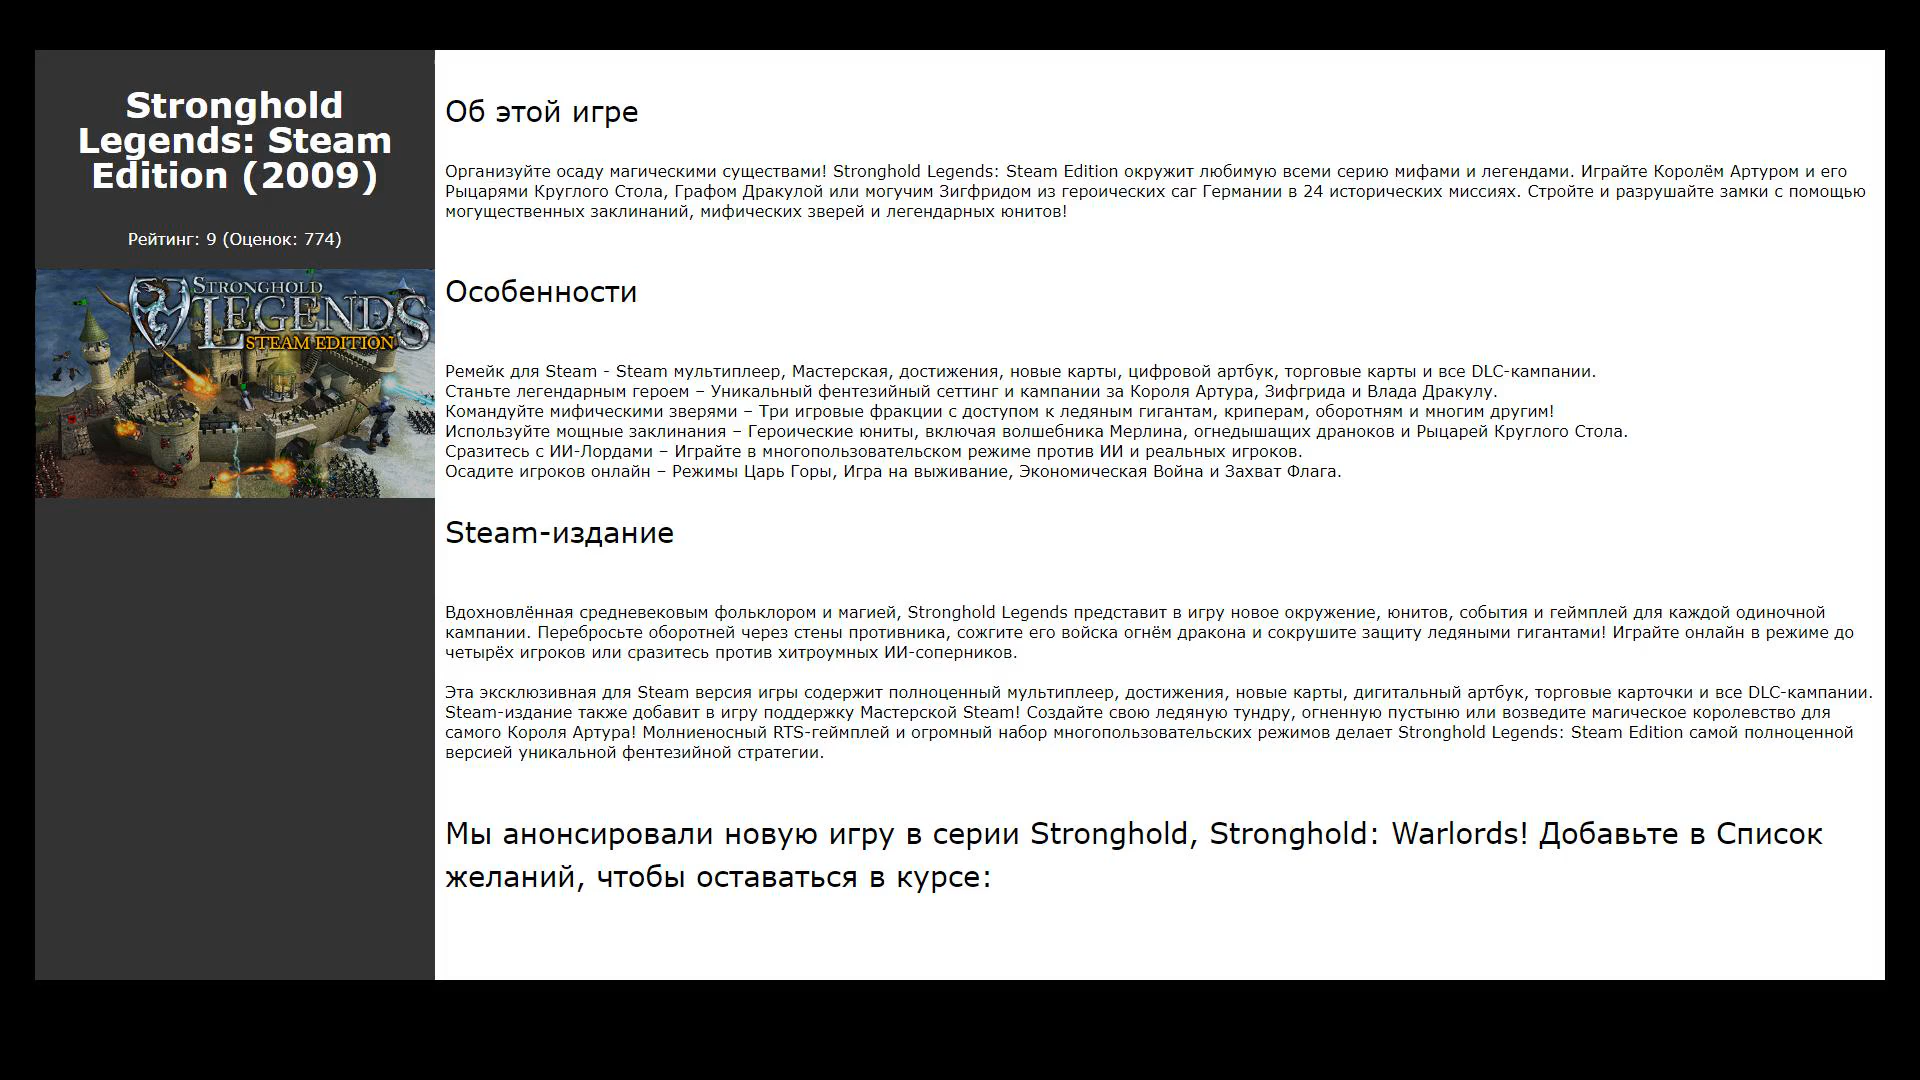 Stronghold
Legends: Steam
Edition (2009)
Рейтинг: 9 (Оценок: 774)
STRONGHOLD
LEGENDS
STEAM EDITION
Об этой игре
Организуйте осаду магическими существами! Stronghold Legends: Steam Edition окружит любимую всеми серию мифами и легендами. Играйте Королём Артуром и его
Рыцарями Круглого Стола, Графом Дракулой или могучим Зигфридом из героических саг Германии в 24 исторических миссиях. Стройте и разрушайте замки с помощью
могущественных заклинаний, мифических зверей и легендарных юнитов!
Особенности
Ремейк для Steam - Steam мультиплеер, Мастерская, достижения, новые карты, цифровой артбук, торговые карты и все DLC-кампании.
Станьте легендарным героем – Уникальный фентезийный сеттинг и кампании за Короля Артура, Зифгрида и Влада Дракулу.
Командуйте мифическими зверями – Три игровые фракции с доступом к ледяным гигантам, криперам, оборотням и многим другим!
Используйте мощные заклинания – Героические юниты, включая волшебника Мерлина, огнедышащих драноков и Рыцарей Круглого Стола.
Сразитесь с ИИ-Лордами – Играйте в многопользовательском режиме против ИИ и реальных игроков.
Осадите игроков онлайн – Режимы Царь Горы, Игра на выживание, Экономическая Война и Захват Флага.
Steam-издание
Вдохновлённая средневековым фольклором и магией, Stronghold Legends представит в игру новое окружение, юнитов, события и геймплей для каждой одиночной
кампании. Перебросьте оборотней через стены противника, сожгите его войска огнём дракона и сокрушите защиту ледяными гигантами! Играйте онлайн в режиме до
четырёх игроков или сразитесь против хитроумных ИИ-соперников.
Эта эксклюзивная для Steam версия игры содержит полноценный мультиплеер, достижения, новые карты, дигитальный артбук, торговые карточки и все DLC-кампании.
Steam-издание также добавит в игру поддержку Мастерской Steam! Создайте свою ледяную тундру, огненную пустыню или возведите магическое королевство для
самого Короля Артура! Молниеносный RTS-геймплей и огромный набор многопользовательских режимов делает Stronghold Legends: Steam Edition самой полноценной
версией уникальной фентезийной стратегии.
Мы анонсировали новую игру в серии Stronghold, Stronghold: Warlords! Добавьте в Список
желаний, чтобы оставаться в курсе: